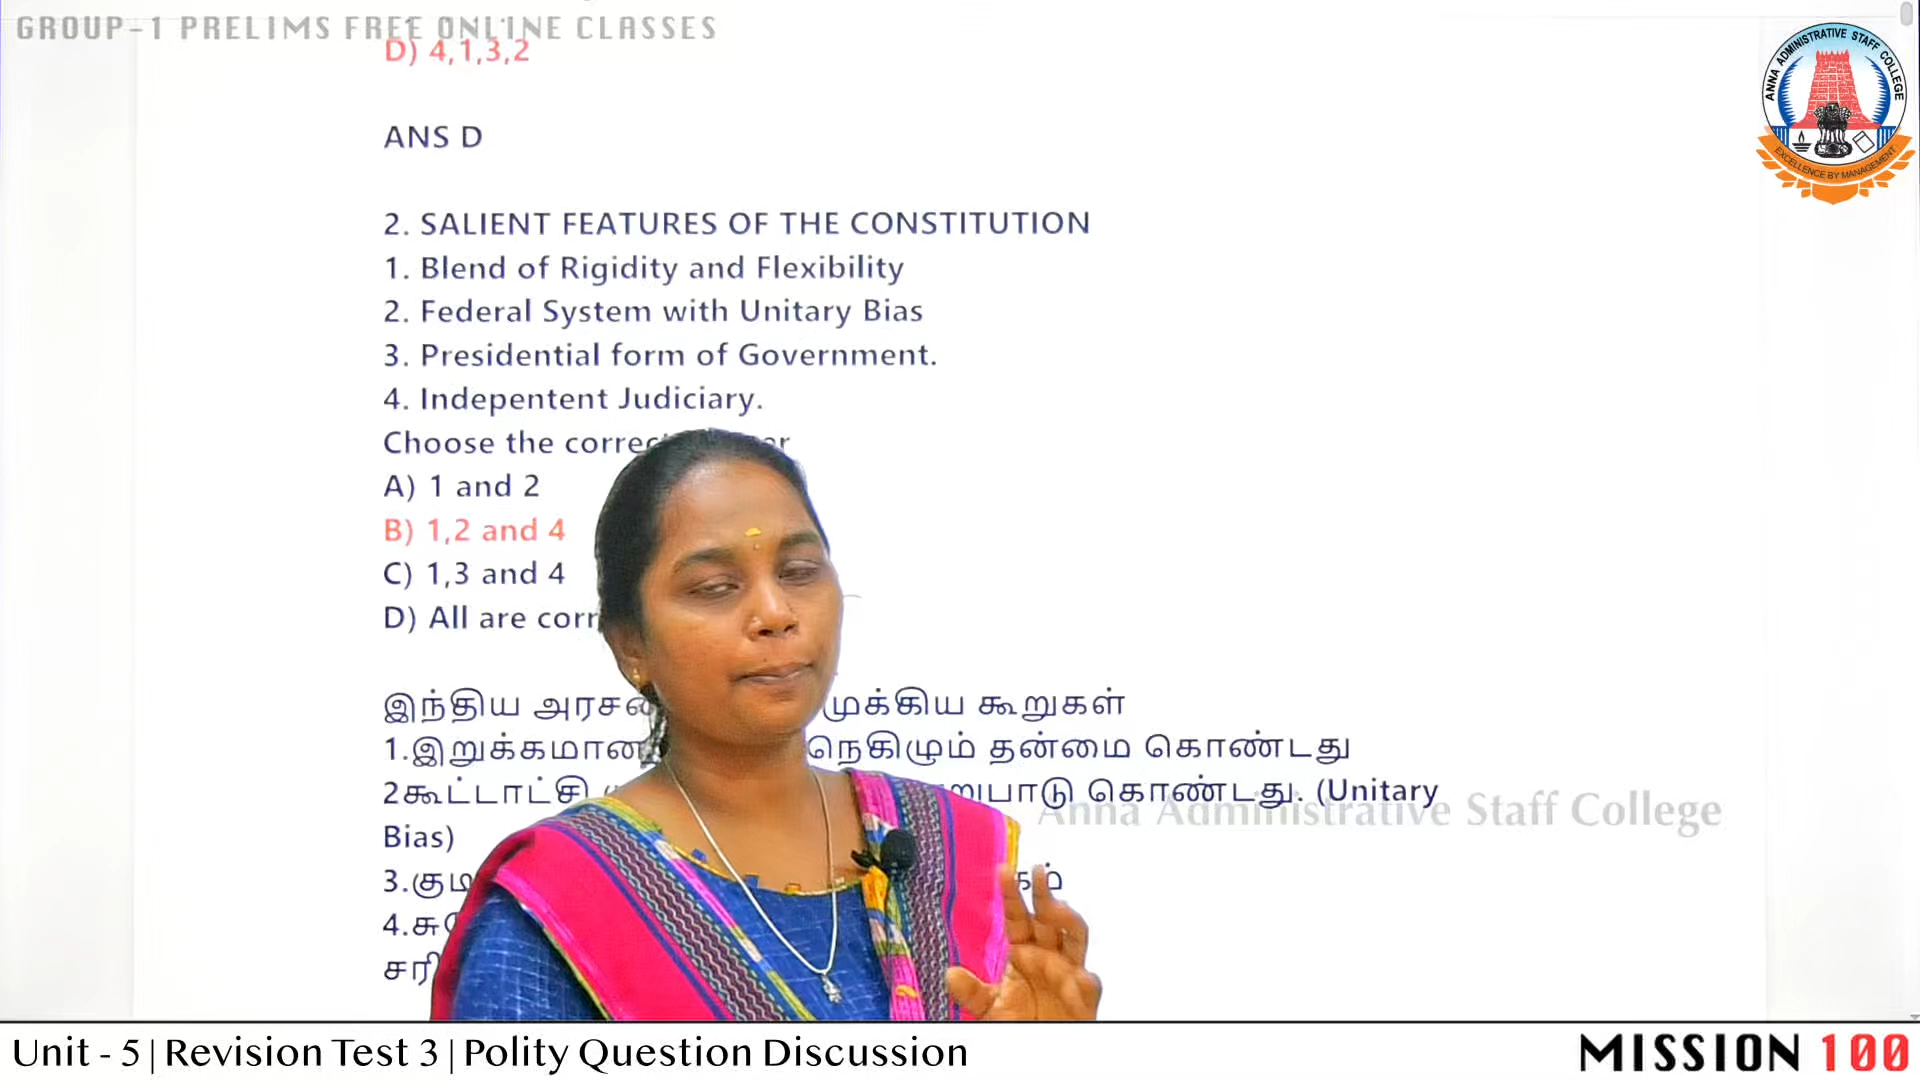 GROUP-1 PRELIMS FREE ONLINE CLASSES
D) 4,1,3,2
ANNA ADMINISTRATIVE STAFF COLLEGE
EXCELLENCE BY MANAGEMENT
ANS D
2. SALIENT FEATURES OF THE CONSTITUTION
1. Blend of Rigidity and Flexibility
2. Federal System with Unitary Bias
3. Presidential form of Government.
4. Indepentent Judiciary.
Choose the correc
A) 1 and 2
B) 1,2 and 4
C) 1,3 and 4
D) All are corr
இந்திய முக்கிய கூறுகள்
1.இறுக்கமான நெகிழும் தன்மை கொண்டது
2கூட்டாட்சி கொண்டது. (Unitary
Anna Administrative Staff College
Bias)
3.
4.
Unit - 5 | Revision Test 3 | Polity Question Discussion
MISSION 100